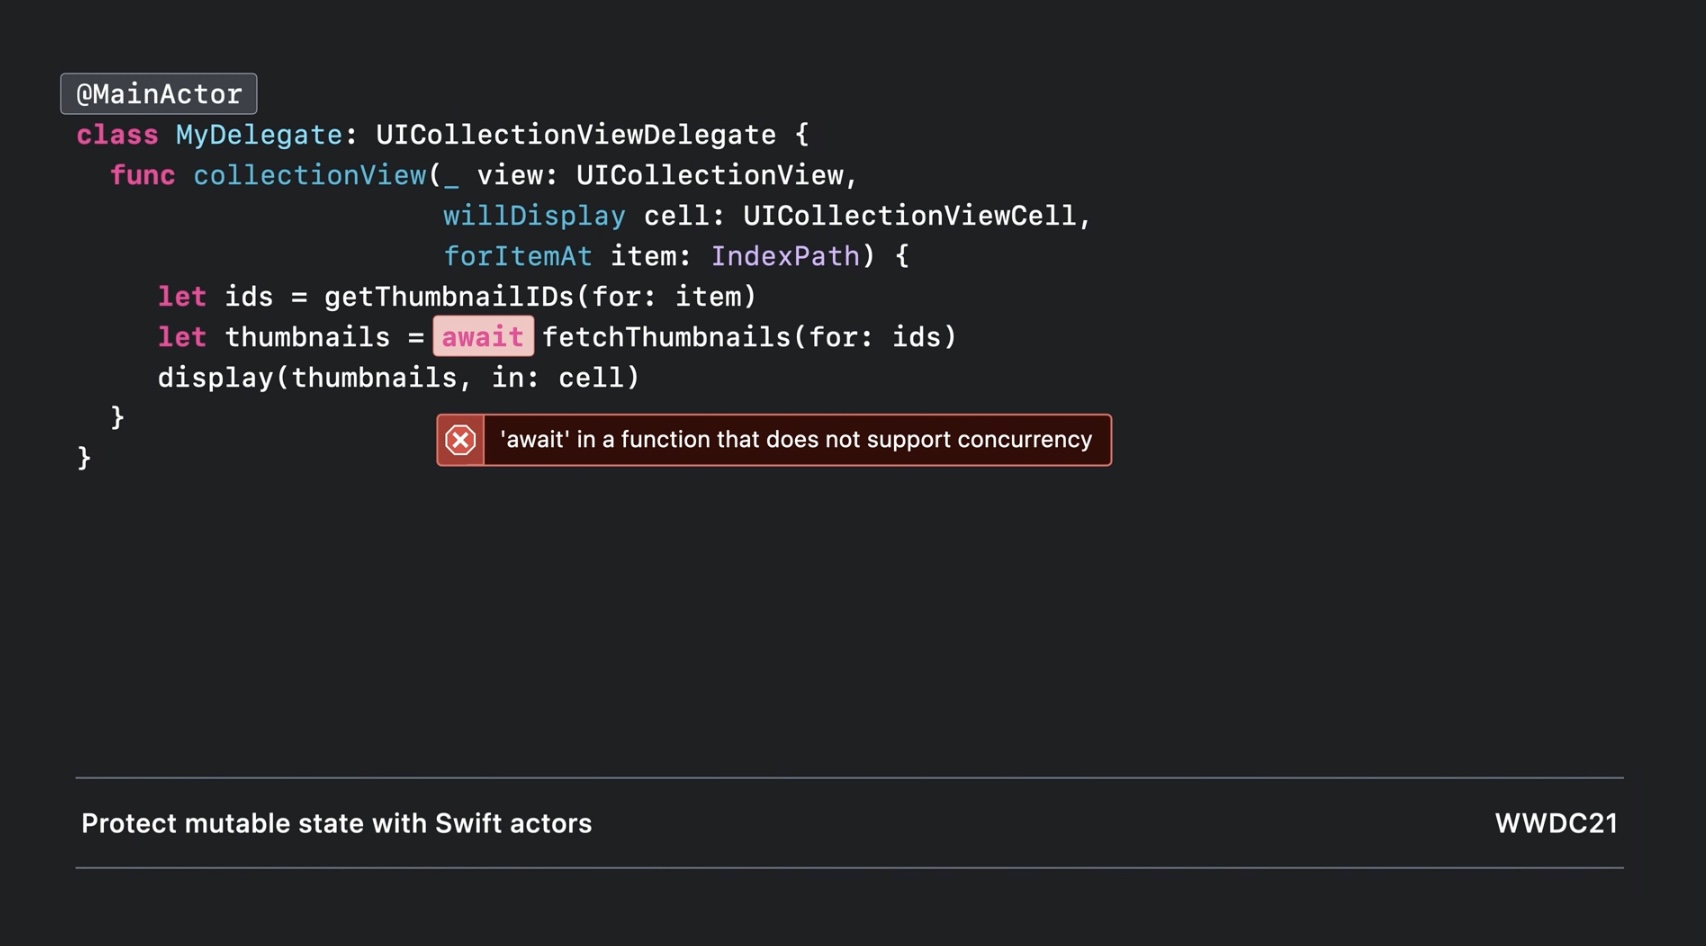 @MainActor
class MyDelegate: UICollectionViewDelegate {
  func collectionView(_ view: UICollectionView,
                      willDisplay cell: UICollectionViewCell,
                      forItemAt item: IndexPath) {
     let ids = getThumbnailIDs(for: item)
     let thumbnails = await fetchThumbnails(for: ids)
     display(thumbnails, in: cell)
  }
'await' in a function that does not support concurrency
}
Protect mutable state with Swift actors
WWDC21